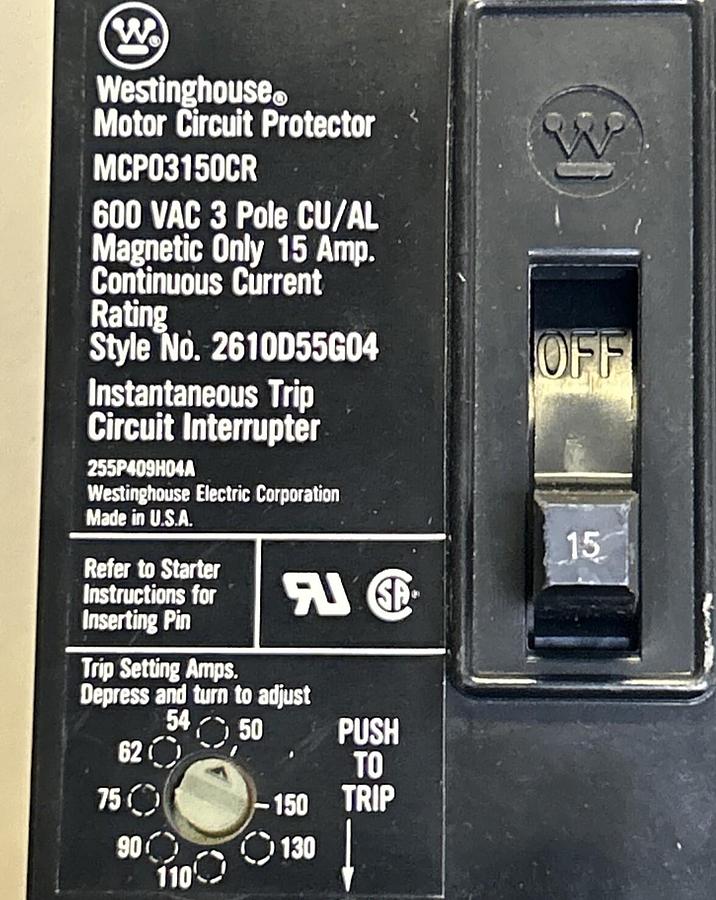 W®
Westinghouse®
Motor Circuit Protector
MCP03150CR
600 VAC 3 Pole CU/AL
Magnetic Only 15 Amp.
Continuous Current
Rating
Style No. 2610D55G04
Instantaneous Trip
Circuit Interrupter
255P409H04A
Westinghouse Electric Corporation
Made in U.S.A.
Refer to Starter
Instructions for
Inserting Pin
RU SA®
Trip Setting Amps.
Depress and turn to adjust
54 50
62
75
150
90 130
110
PUSH
TO
TRIP
W
OFF
15